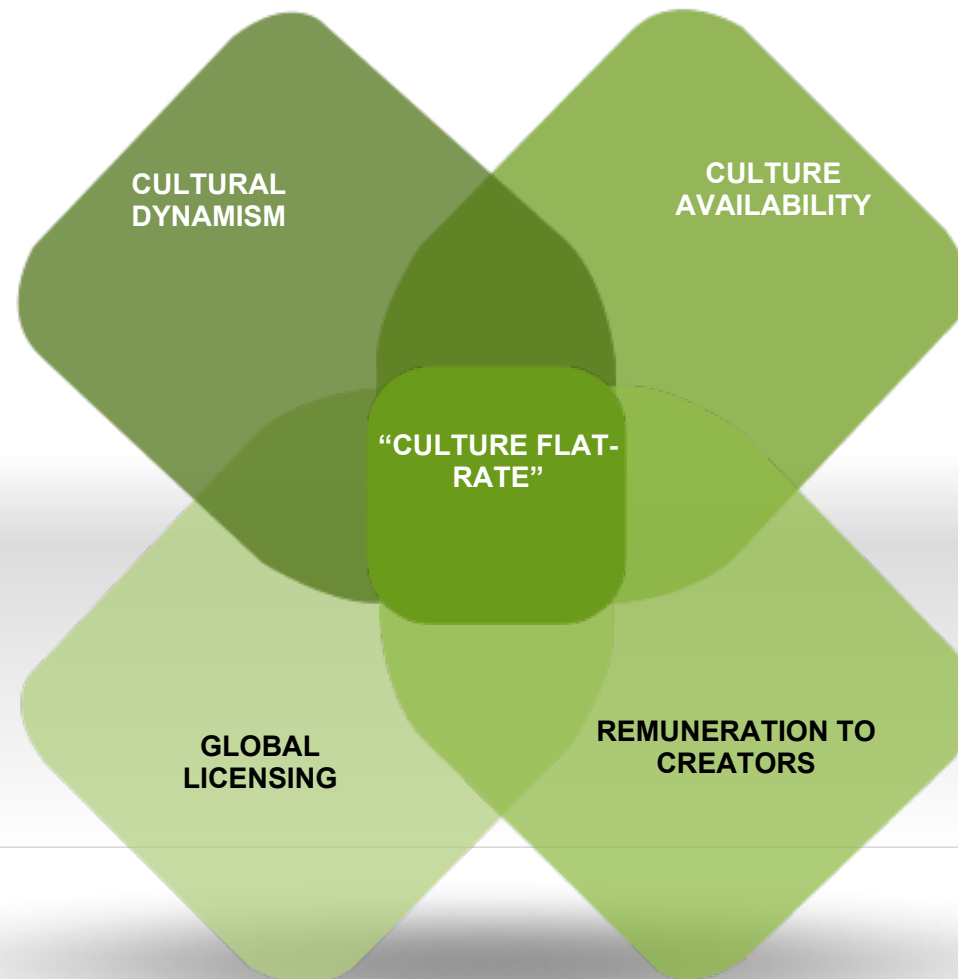 CULTURAL
DYNAMISM
CULTURE
AVAILABILITY
“CULTURE FLAT-
RATE”
GLOBAL
LICENSING
REMUNERATION TO
CREATORS